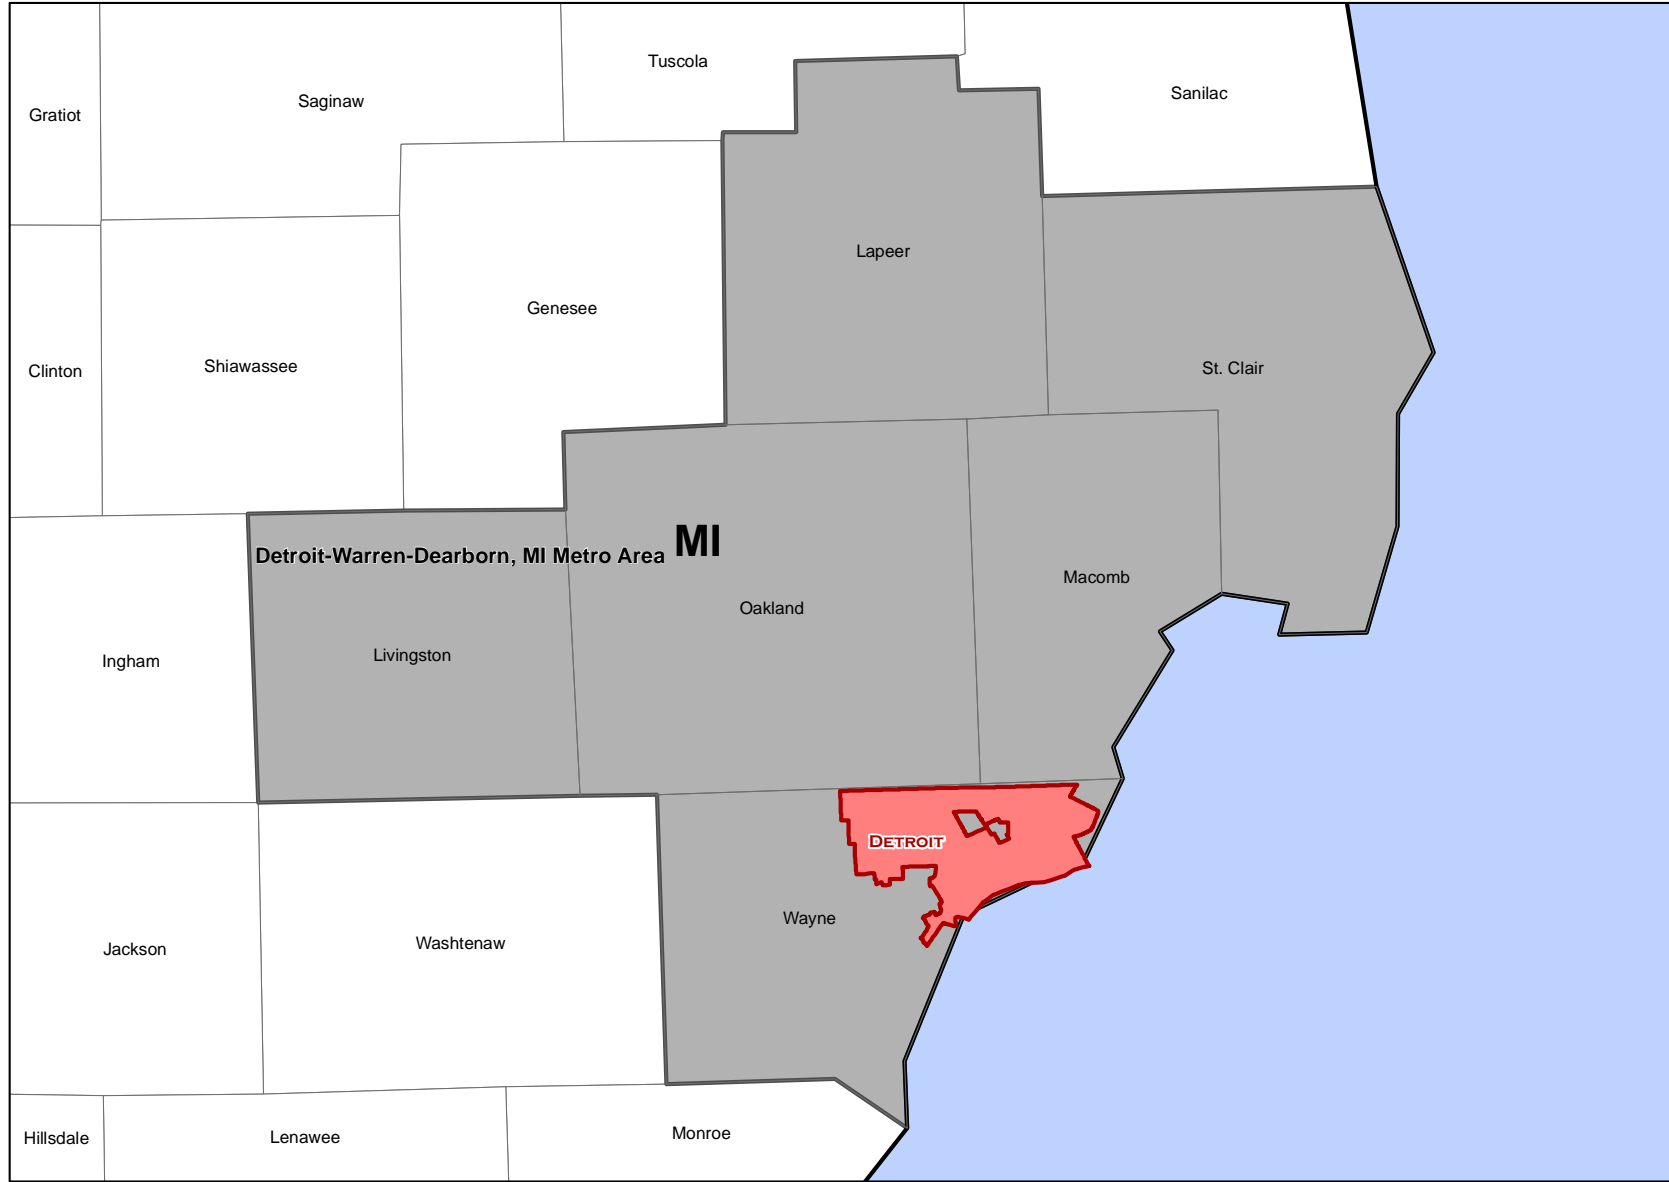 Tuscola
Sanilac
Saginaw
Gratiot
Lapeer
Genesee
Shiawassee
St. Clair
Clinton
MI
Detroit-Warren-Dearborn, MI Metro Area
Macomb
Oakland
Livingston
Ingham
DETROIT
Wayne
Washtenaw
Jackson
Monroe
Lenawee
Hillsdale